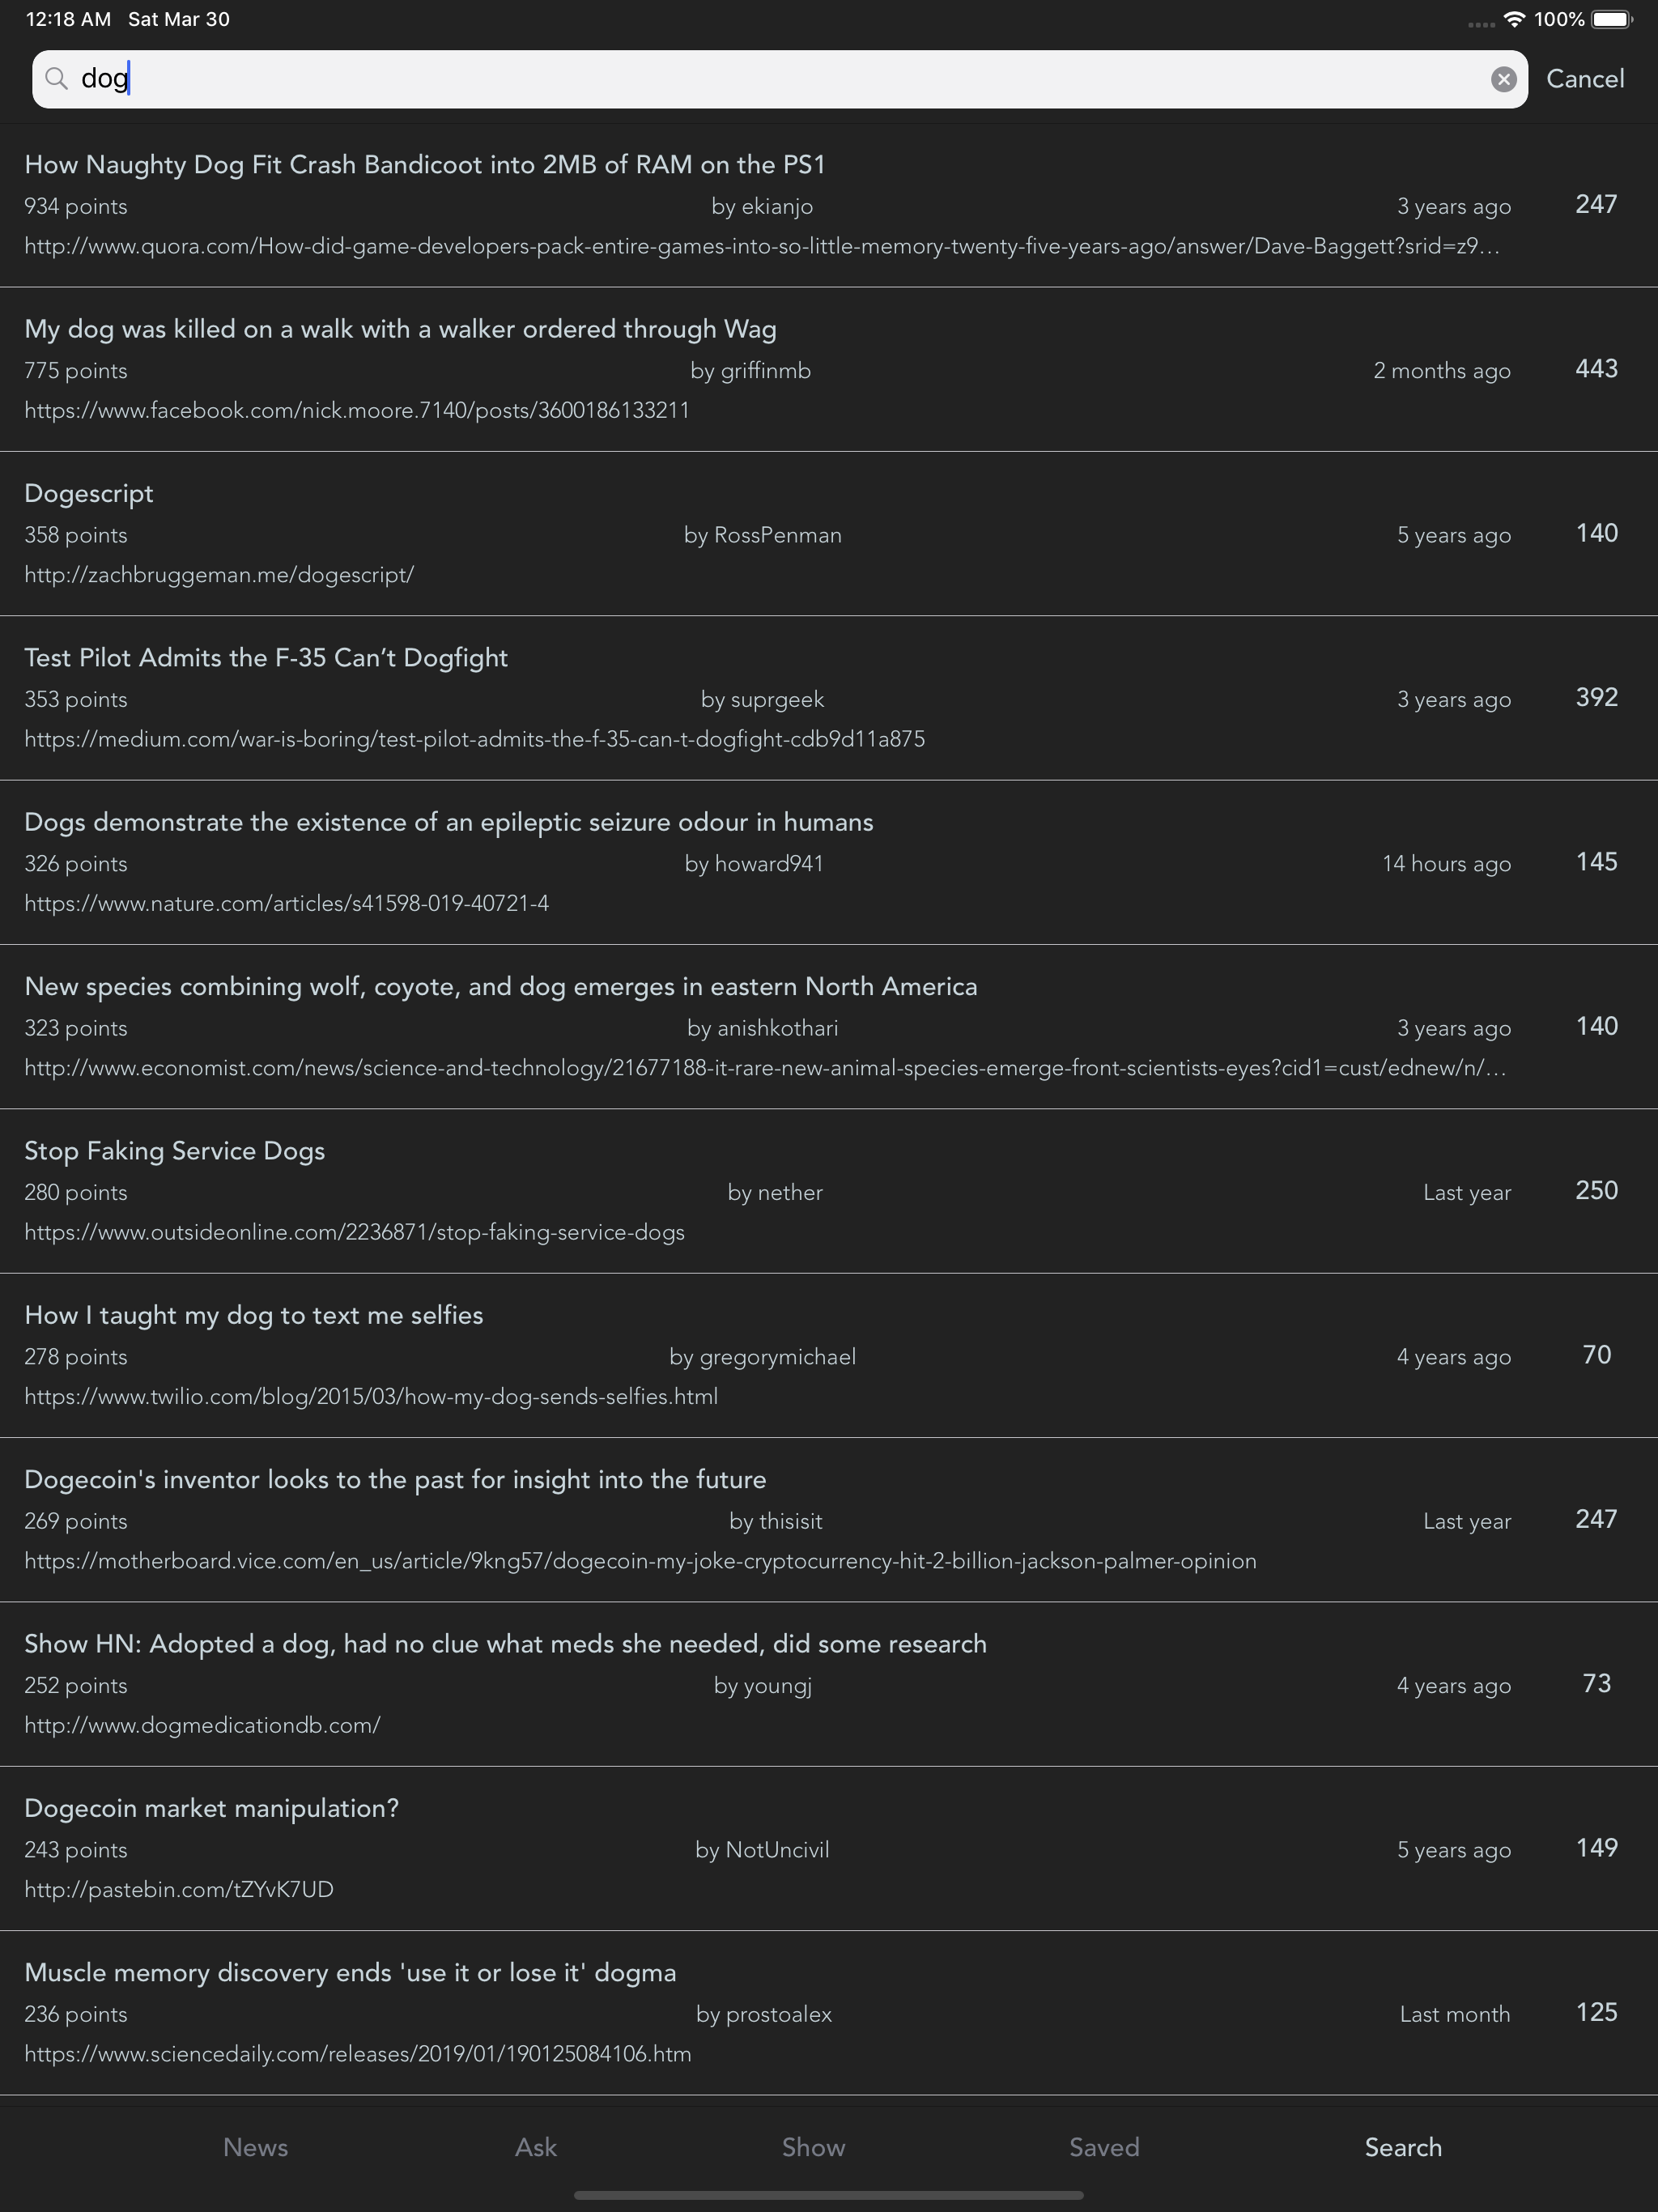 12:18 AM Sat Mar 30 100%
dog Cancel
How Naughty Dog Fit Crash Bandicoot into 2MB of RAM on the PS1
934 points by ekianjo 3 years ago 247
http://www.quora.com/How-did-game-developers-pack-entire-games-into-so-little-memory-twenty-five-years-ago/answer/Dave-Baggett?srid=z9...
My dog was killed on a walk with a walker ordered through Wag
775 points by griffinmb 2 months ago 443
https://www.facebook.com/nick.moore.7140/posts/3600186133211
Dogescript
358 points by RossPenman 5 years ago 140
http://zachbruggeman.me/dogescript/
Test Pilot Admits the F-35 Can’t Dogfight
353 points by suprgeek 3 years ago 392
https://medium.com/war-is-boring/test-pilot-admits-the-f-35-can-t-dogfight-cdb9d11a875
Dogs demonstrate the existence of an epileptic seizure odour in humans
326 points by howard941 14 hours ago 145
https://www.nature.com/articles/s41598-019-40721-4
New species combining wolf, coyote, and dog emerges in eastern North America
323 points by anishkothari 3 years ago 140
http://www.economist.com/news/science-and-technology/21677188-it-rare-new-animal-species-emerge-front-scientists-eyes?cid1=cust/ednew/n/...
Stop Faking Service Dogs
280 points by nether Last year 250
https://www.outsideonline.com/2236871/stop-faking-service-dogs
How I taught my dog to text me selfies
278 points by gregorymichael 4 years ago 70
https://www.twilio.com/blog/2015/03/how-my-dog-sends-selfies.html
Dogecoin's inventor looks to the past for insight into the future
269 points by thisisit Last year 247
https://motherboard.vice.com/en_us/article/9kng57/dogecoin-my-joke-cryptocurrency-hit-2-billion-jackson-palmer-opinion
Show HN: Adopted a dog, had no clue what meds she needed, did some research
252 points by youngj 4 years ago 73
http://www.dogmedicationdb.com/
Dogecoin market manipulation?
243 points by NotUncivil 5 years ago 149
http://pastebin.com/tZYvK7UD
Muscle memory discovery ends 'use it or lose it' dogma
236 points by prostoalex Last month 125
https://www.sciencedaily.com/releases/2019/01/190125084106.htm
News Ask Show Saved Search